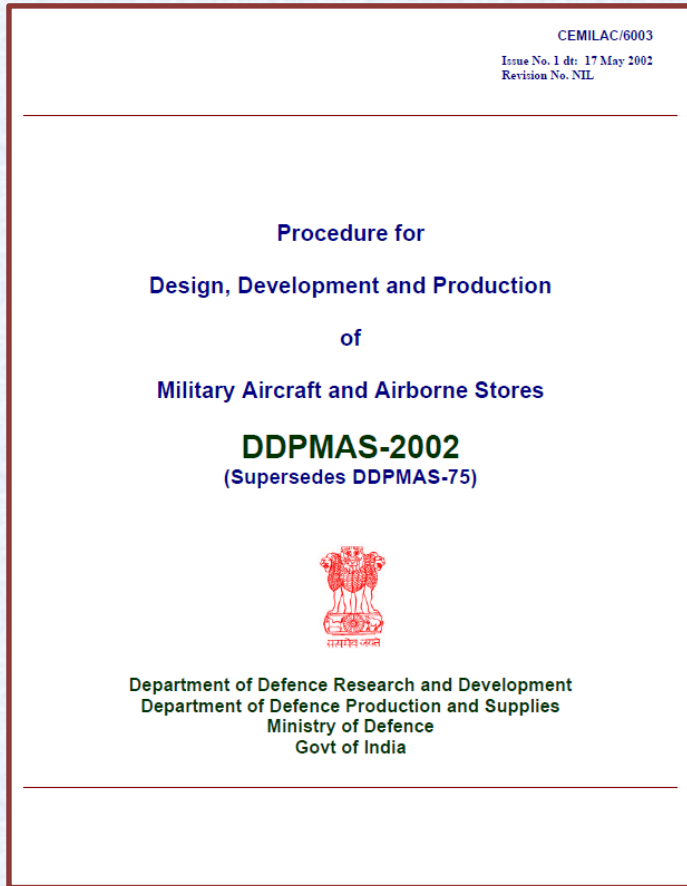 CEMILAC/6003
Issue No. 1 dt: 17 May 2002
Revision No. NIL
Procedure for
Design, Development and Production
of
Military Aircraft and Airborne Stores
DDPMAS-2002
(Supersedes DDPMAS-75)
सत्यमेव जयते
Department of Defence Research and Development
Department of Defence Production and Supplies
Ministry of Defence
Govt of India